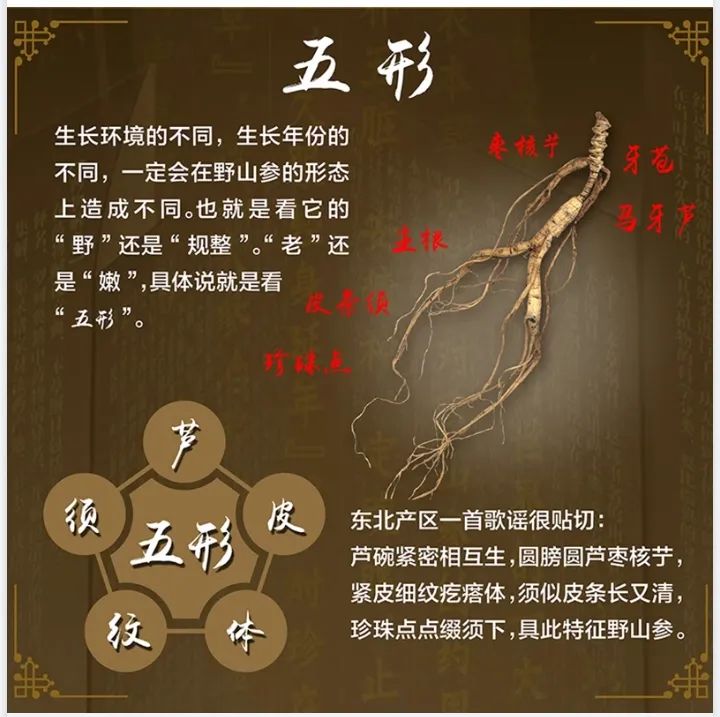 五形
生长环境的不同，生长年份的
不同，一定会在野山参的形态
上造成不同。也就是看它的
“野”还是“规整”。“老”还
是“嫩”，具体说就是看
“五形”。
枣核艼
牙苞
马牙芦
主根
皮条须
珍珠点
芦
须
皮
五形
纹
体
东北产区一首歌谣很贴切：
芦碗紧密相互生，圆膀圆芦枣核艼，
紧皮细纹疙瘩体，须似皮条长又清，
珍珠点点缀须下，具此特征野山参。